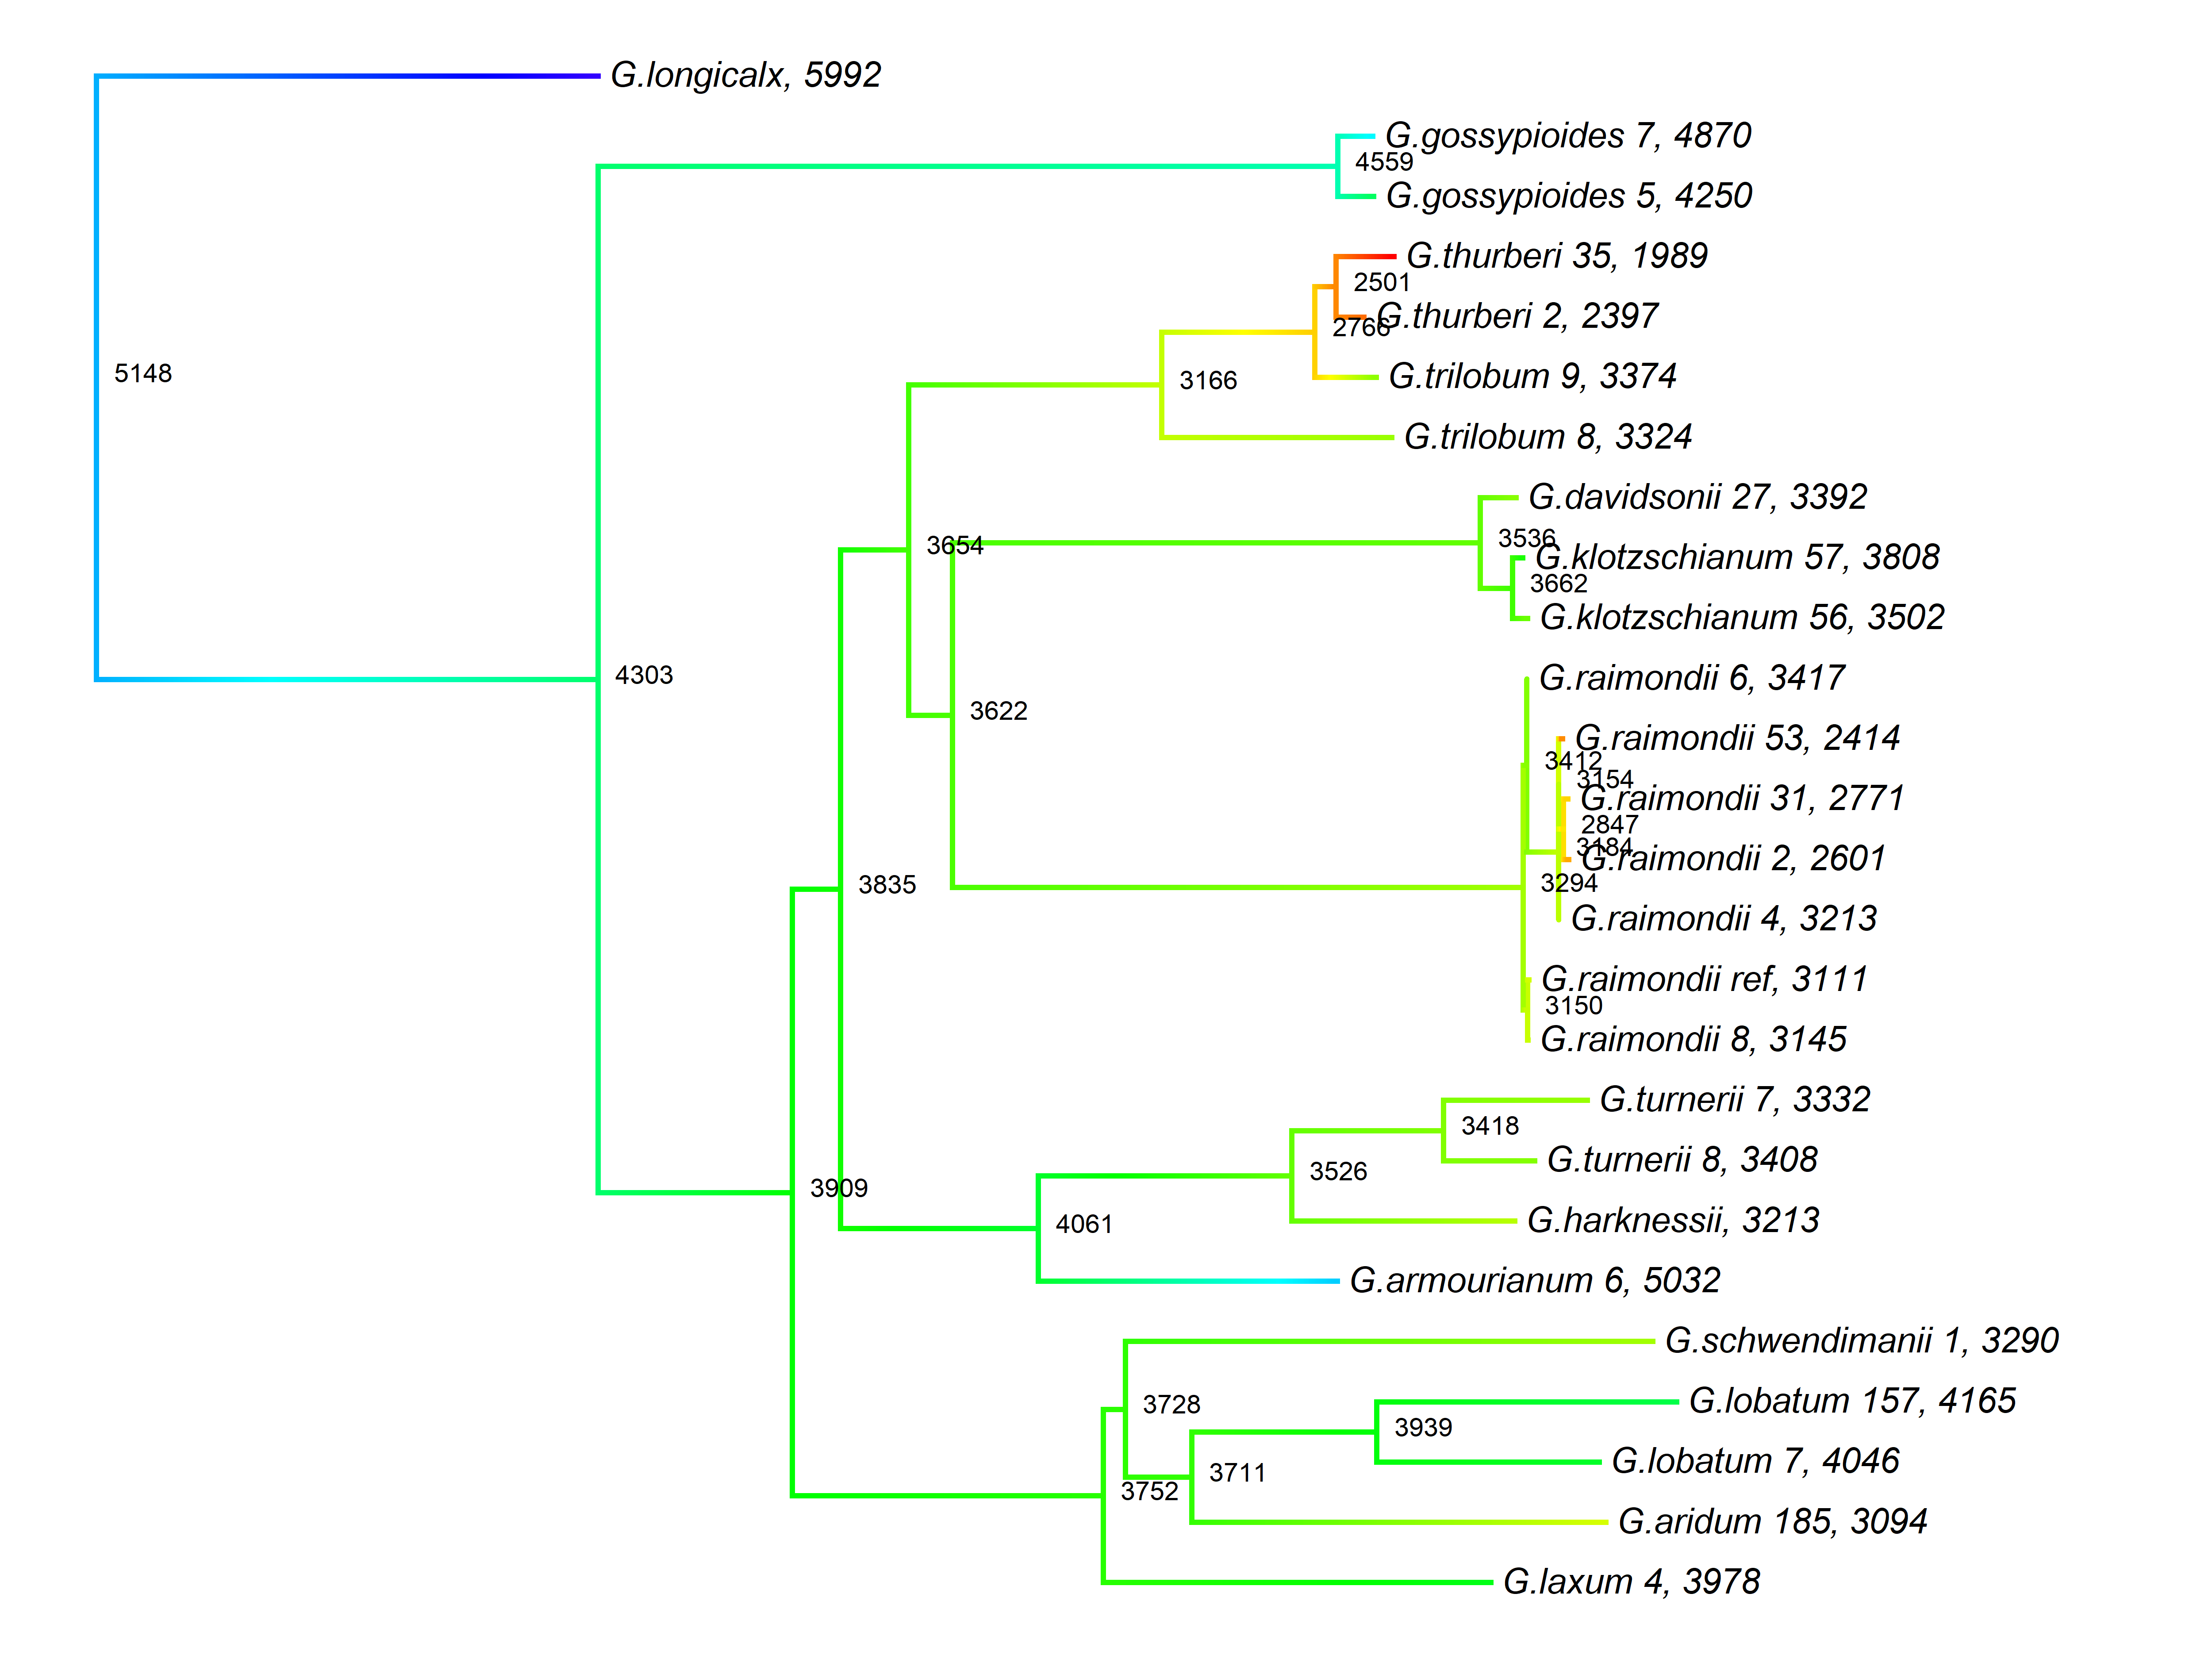 G.longicalx, 5992
G.gossypioides 7, 4870
4559
G.gossypioides 5, 4250
G.thurberi 35, 1989
2501
G.thurberi 2, 2397
2766
5148
G.trilobum 9, 3374
3166
G.trilobum 8, 3324
G.davidsonii 27, 3392
3536
3654
G.klotzschianum 57, 3808
3662
G.klotzschianum 56, 3502
4303
G.raimondii 6, 3417
3622
G.raimondii 53, 2414
3412
3154
G.raimondii 31, 2771
2847
3184
G.raimondii 2, 2601
3835
3294
G.raimondii 4, 3213
G.raimondii ref, 3111
3150
G.raimondii 8, 3145
G.turnerii 7, 3332
3418
G.turnerii 8, 3408
3526
3909
G.harknessii, 3213
4061
G.armourianum 6, 5032
G.schwendimanii 1, 3290
3728
G.lobatum 157, 4165
3939
G.lobatum 7, 4046
3711
3752
G.aridum 185, 3094
G.laxum 4, 3978